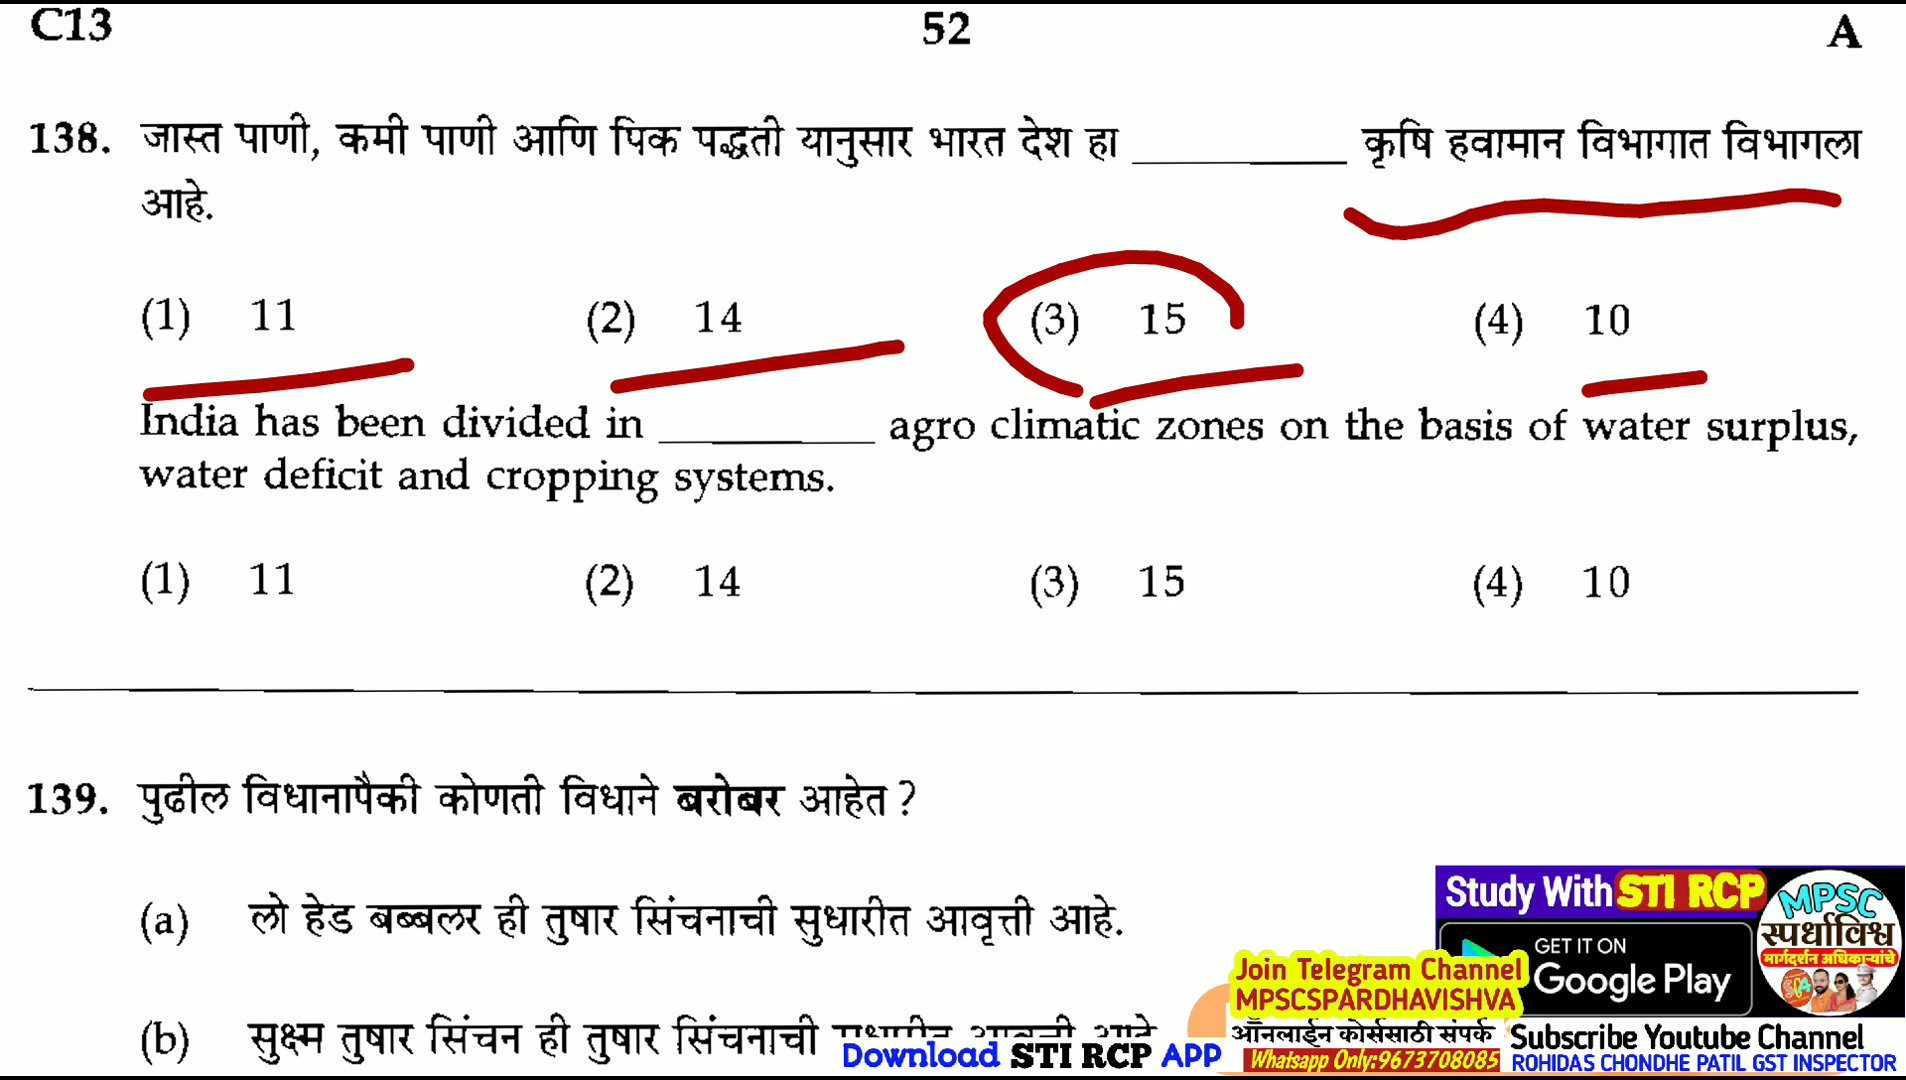 C13 52 A
138. जास्त पाणी, कमी पाणी आणि पिक पद्धती यानुसार भारत देश हा ________ कृषि हवामान विभागात विभागला
आहे.
(1) 11 (2) 14 (3) 15 (4) 10
India has been divided in ________ agro climatic zones on the basis of water surplus,
water deficit and cropping systems.
(1) 11 (2) 14 (3) 15 (4) 10
139. पुढील विधानापैकी कोणती विधाने बरोबर आहेत ?
(a) लो हेड बब्बलर ही तुषार सिंचनाची सुधारीत आवृत्ती आहे.
(b) सुक्ष्म तुषार सिंचन ही तुषार सिंचनाची
Study With STI RCP
GET IT ON
Google Play
MPSC
स्पर्धाविश्व
मार्गदर्शन अधिकाऱ्यांचे
Join Telegram Channel
MPSCSPARDHAVISHVA
ऑनलाईन कोर्ससाठी संपर्क
Whatsapp Only:9673708085
Download STI RCP APP
Subscribe Youtube Channel
ROHIDAS CHONDHE PATIL GST INSPECTOR